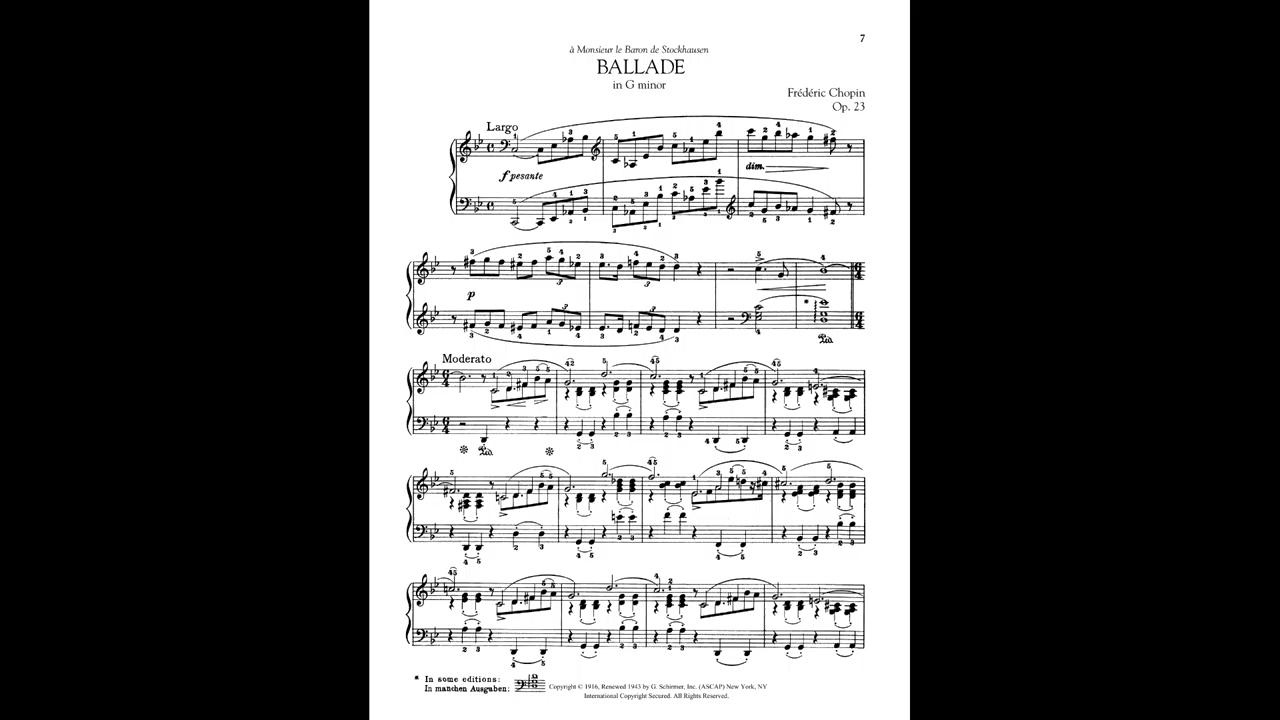 7
à Monsieur le Baron de Stockhausen
BALLADE
in G minor
Frédéric Chopin
Op. 23
Largo
f pesante
dim.
p
Moderato
* In some editions:
In manchen Ausgaben:
Copyright © 1916, Renewed 1943 by G. Schirmer, Inc. (ASCAP) New York, NY
International Copyright Secured. All Rights Reserved.